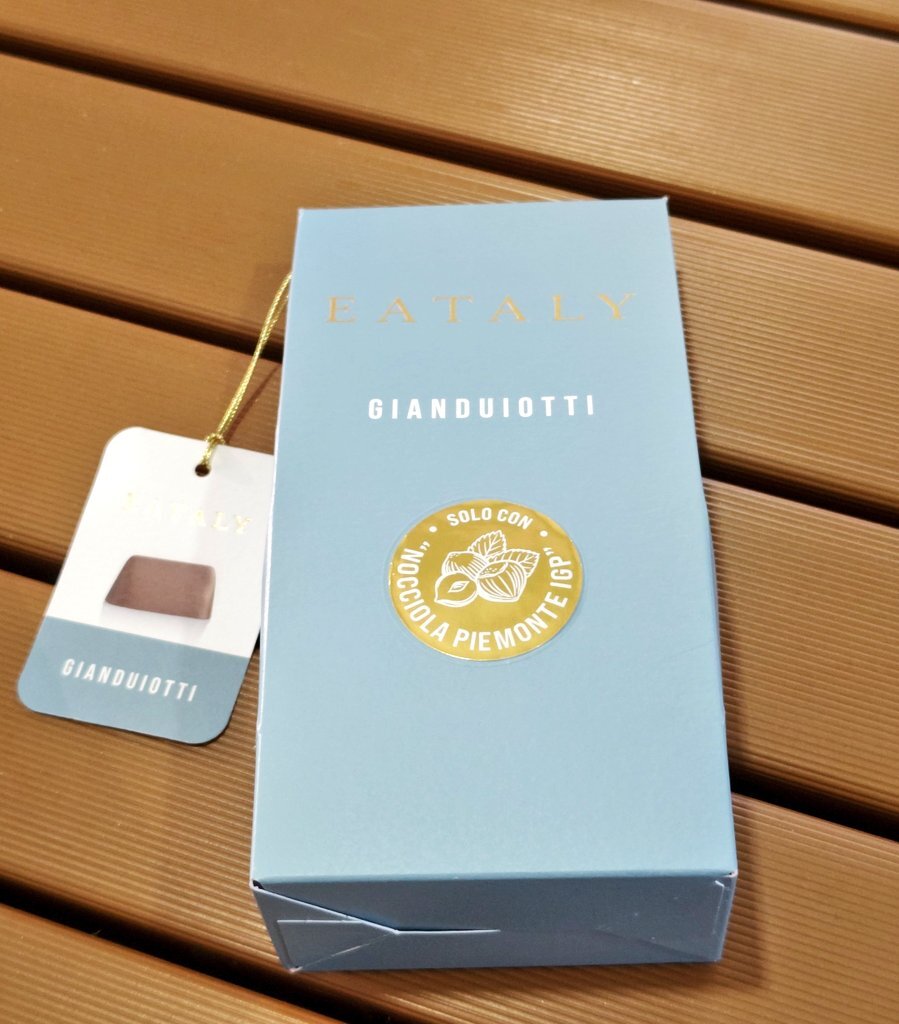 EATALY
GIANDUIOTTI
• SOLO CON •
"NOCCIOLA PIEMONTE IGP"
EATALY
GIANDUIOTTI